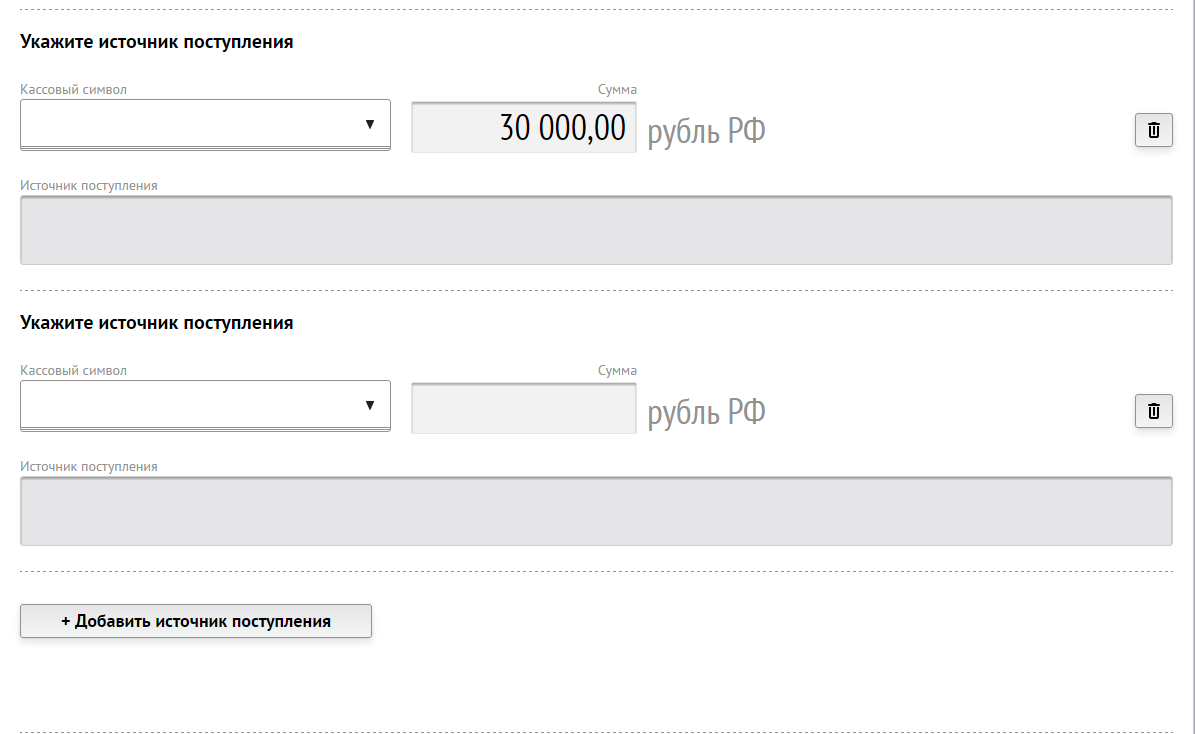 Укажите источник поступления
Кассовый символ Сумма
30 000,00 рубль РФ
Источник поступления
Укажите источник поступления
Кассовый символ Сумма
рубль РФ
Источник поступления
+ Добавить источник поступления